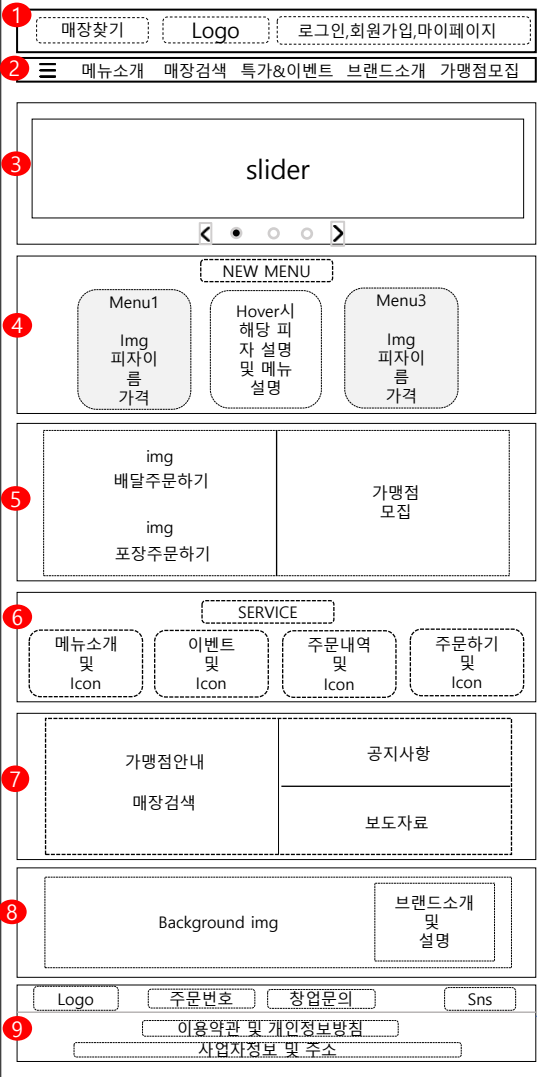 1
매장찾기
Logo
로그인,회원가입,마이페이지
2
메뉴소개
매장검색
특가&이벤트
브랜드소개
가맹점모집
3
slider
4
NEW MENU
Menu1
Img
피자이
름
가격
Hover시
해당 피
자 설명
및 메뉴
설명
Menu3
Img
피자이
름
가격
5
img
배달주문하기
img
포장주문하기
가맹점
모집
6
SERVICE
메뉴소개
및
Icon
이벤트
및
Icon
주문내역
및
Icon
주문하기
및
Icon
7
가맹점안내
매장검색
공지사항
보도자료
8
Background img
브랜드소개
및
설명
9
Logo
주문번호
창업문의
Sns
이용약관 및 개인정보방침
사업자정보 및 주소